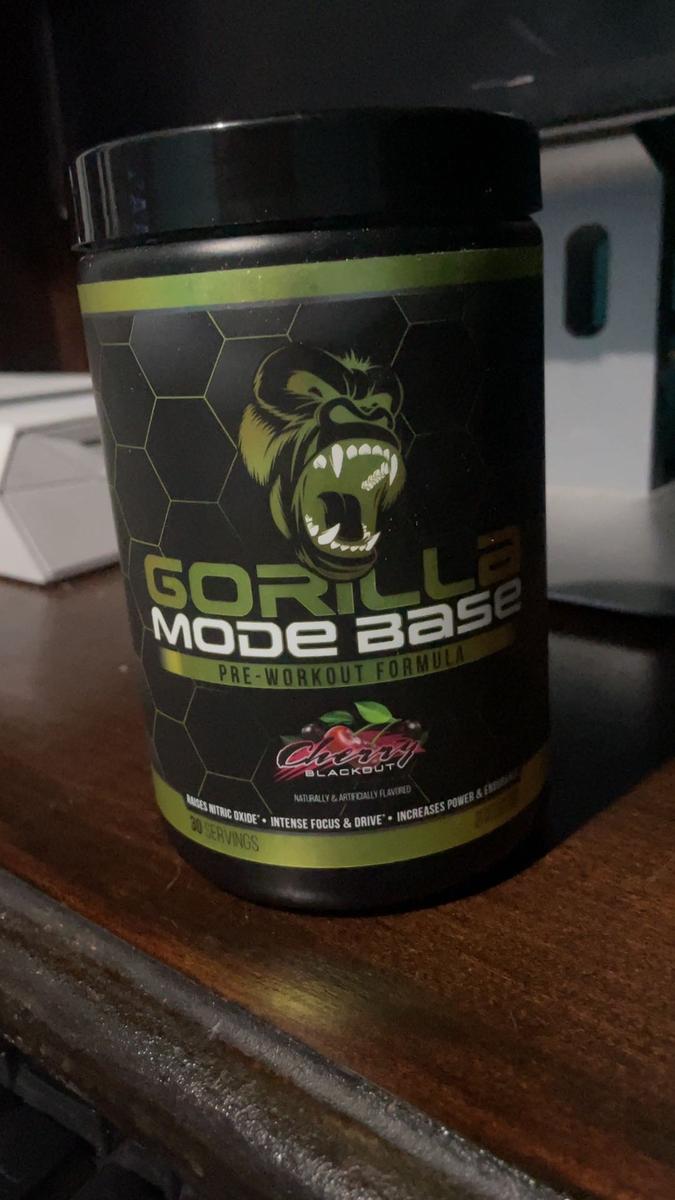 GORILLA
MODE BASE
PRE-WORKOUT FORMULA
Cherry
BLACKOUT
NATURALLY & ARTIFICIALLY FLAVORED
RAISES NITRIC OXIDE* • INTENSE FOCUS & DRIVE* • INCREASES POWER & ENDURANCE
30 SERVINGS